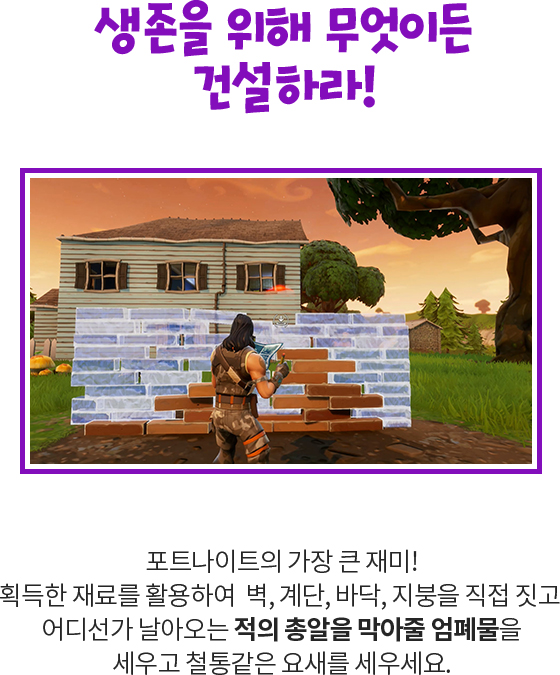 생존을 위해 무엇이든
건설하라!
포트나이트의 가장 큰 재미!
획득한 재료를 활용하여 벽, 계단, 바닥, 지붕을 직접 짓고
어디선가 날아오는 적의 총알을 막아줄 엄폐물을
세우고 철통같은 요새를 세우세요.